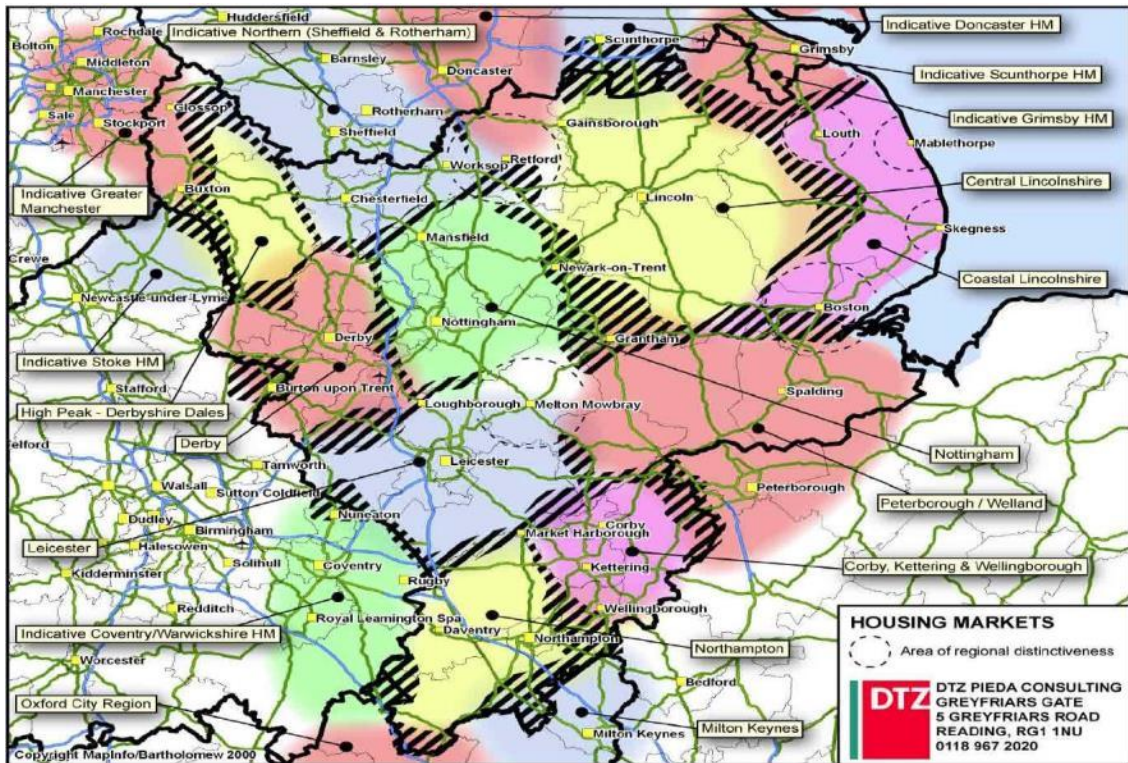 Huddersfield
Indicative Northern (Sheffield & Rotherham)
Indicative Doncaster HM
Rochdale
Bolton
Middleton
Manchester
Sale
Stockport
Glossop
Barnsley
Doncaster
Scunthorpe
Grimsby
Indicative Scunthorpe HM
Rotherham
Sheffield
Gainsborough
Indicative Grimsby HM
Louth
Mablethorpe
Worksop
Retford
Indicative Greater
Manchester
Buxton
Chesterfield
Lincoln
Central Lincolnshire
Mansfield
Skegness
Crewe
Newark-on-Trent
Coastal Lincolnshire
Newcastle-under-Lyme
Boston
Nottingham
Derby
Grantham
Indicative Stoke HM
Stafford
Burton upon Trent
Spalding
High Peak - Derbyshire Dales
Loughborough
Melton Mowbray
Derby
Nottingham
Telford
Tamworth
Leicester
Walsall
Sutton Coldfield
Peterborough
Peterborough / Welland
Dudley
Birmingham
Nuneaton
Corby
Market Harborough
Leicester
Halesowen
Solihull
Coventry
Kettering
Corby, Kettering & Wellingborough
Kidderminster
Rugby
Redditch
Royal Leamington Spa
Wellingborough
Indicative Coventry/Warwickshire HM
Daventry
Northampton
Northampton
Worcester
Bedford
Oxford City Region
Milton Keynes
Milton Keynes
HOUSING MARKETS
Area of regional distinctiveness
DTZ
DTZ PIEDA CONSULTING
GREYFRIARS GATE
5 GREYFRIARS ROAD
READING, RG1 1NU
0118 967 2020
Copyright MapInfo/Bartholomew 2000